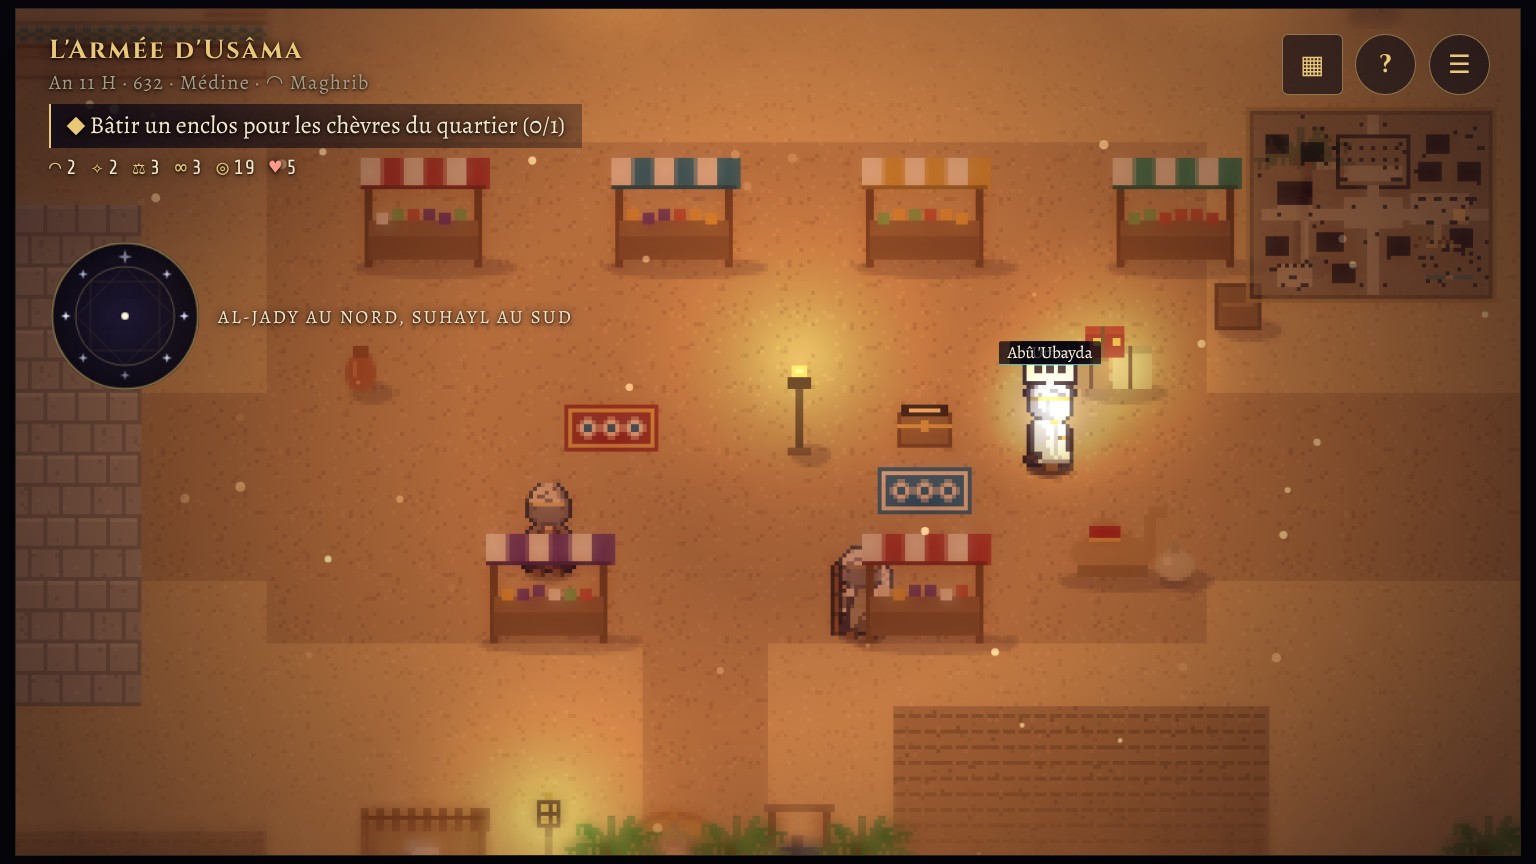 L'Armée d'Usâma
An 11 H · 632 · Médine · ◠ Maghrib
◆ Bâtir un enclos pour les chèvres du quartier (0/1)
◠ 2 ✧ 2 ⚖ 3 ∞ 3 ◎ 19 ♥ 5
?
AL-JADY AU NORD, SUHAYL AU SUD
Abû 'Ubayda